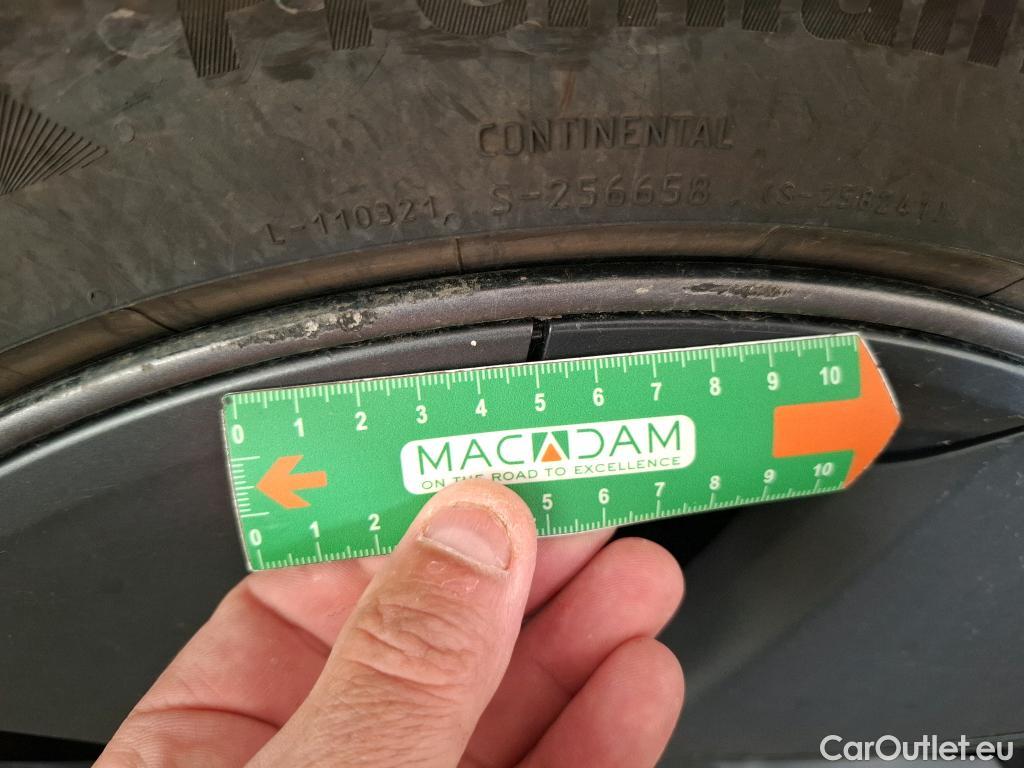 CONTINENTAL
L-110321 S-256658 (S-258241)
0 1 2 3 4 5 6 7 8 9 10
MACADAM
ON THE ROAD TO EXCELLENCE
0 1 2 5 6 7 8 9 10
CarOutlet.eu